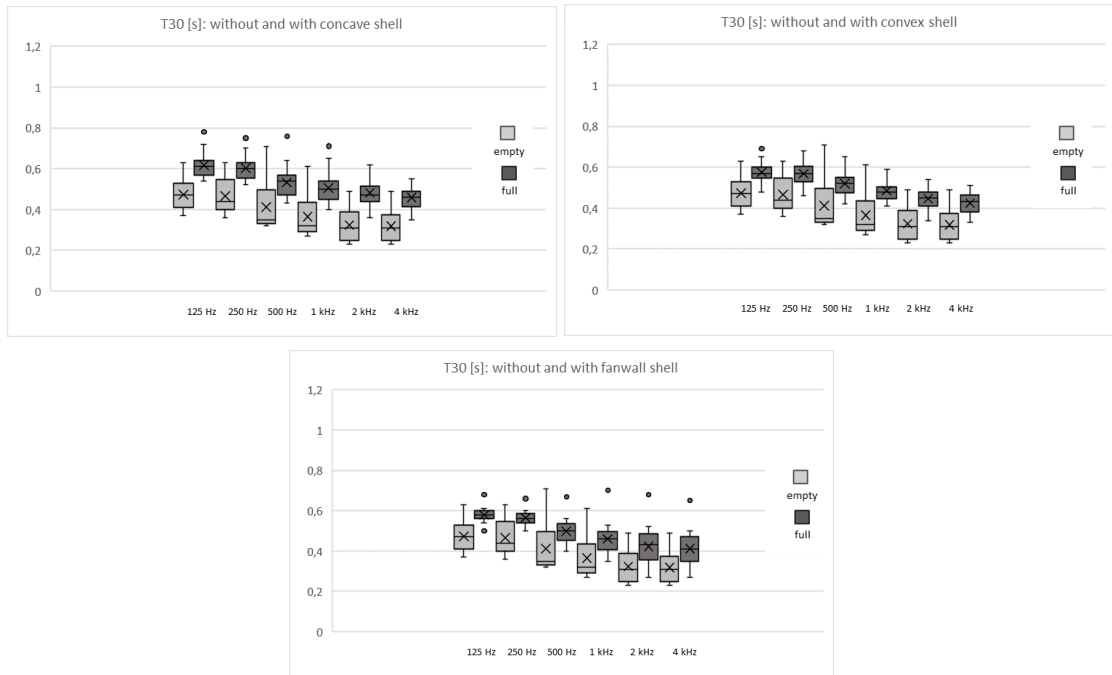 T30 [s]: without and with concave shell
1,2
1
0,8
0,6
0,4
0,2
0
125 Hz 250 Hz 500 Hz 1 kHz 2 kHz 4 kHz
empty
full
T30 [s]: without and with convex shell
1,2
1
0,8
0,6
0,4
0,2
0
125 Hz 250 Hz 500 Hz 1 kHz 2 kHz 4 kHz
empty
full
T30 [s]: without and with fanwall shell
1,2
1
0,8
0,6
0,4
0,2
0
125 Hz 250 Hz 500 Hz 1 kHz 2 kHz 4 kHz
empty
full